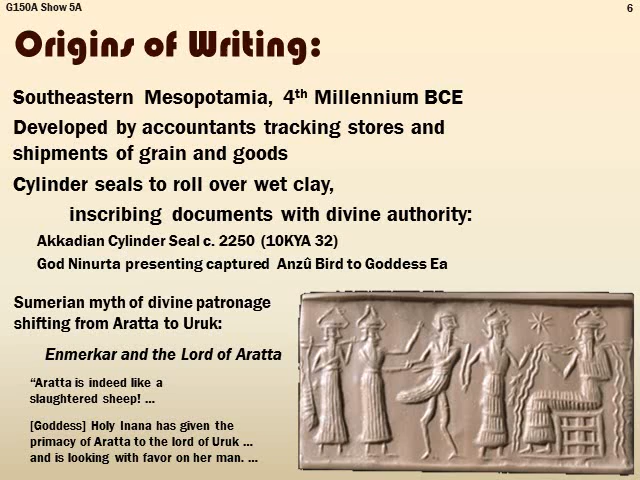 G150A Show 5A
6
Origins of Writing:
Southeastern Mesopotamia, 4th Millennium BCE
Developed by accountants tracking stores and
shipments of grain and goods
Cylinder seals to roll over wet clay,
inscribing documents with divine authority:
Akkadian Cylinder Seal c. 2250 (10KYA 32)
God Ninurta presenting captured Anzû Bird to Goddess Ea
Sumerian myth of divine patronage
shifting from Aratta to Uruk:
Enmerkar and the Lord of Aratta
“Aratta is indeed like a
slaughtered sheep! ...
[Goddess] Holy Inana has given the
primacy of Aratta to the lord of Uruk ...
and is looking with favor on her man. ...